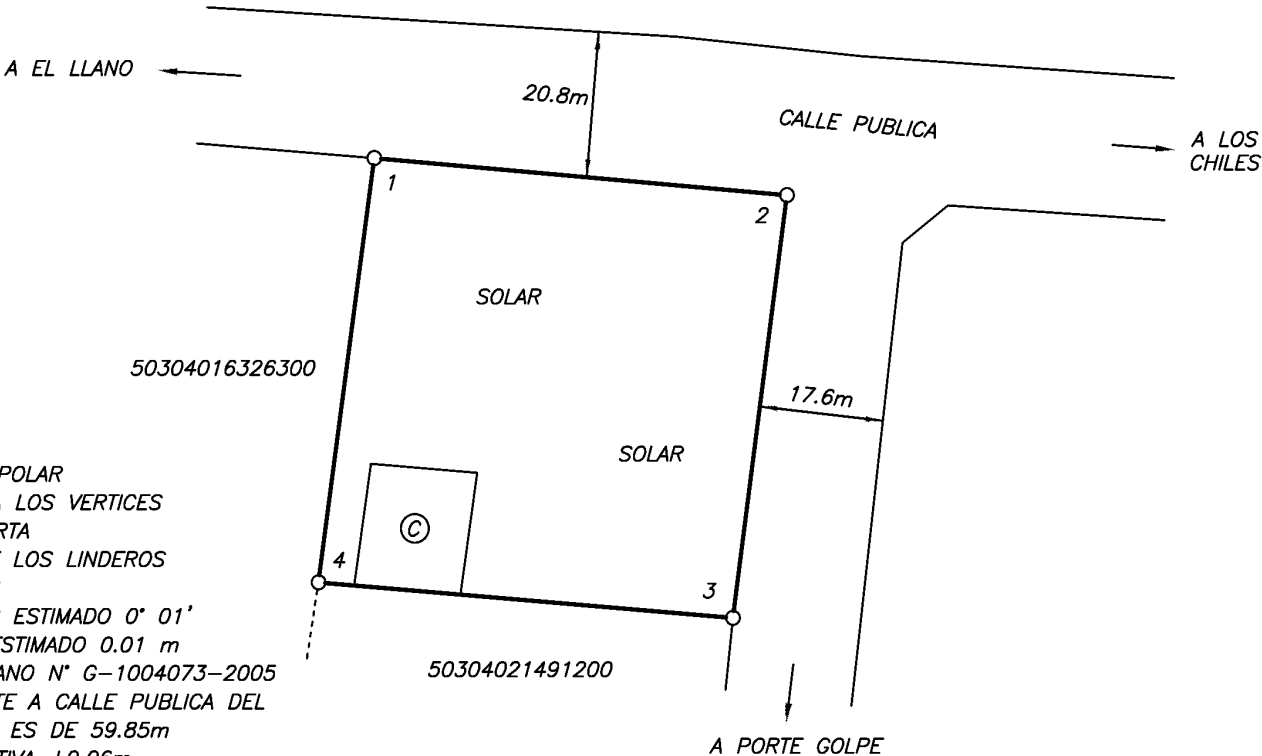 A EL LLANO
20.8m
CALLE PUBLICA
A LOS
CHILES
1
2
SOLAR
50304016326300
17.6m
SOLAR
POLAR
LOS VERTICES
RTA
LOS LINDEROS
C
4
3
ESTIMADO 0° 01'
ESTIMADO 0.01 m
ANO N° G-1004073-2005
TE A CALLE PUBLICA DEL
ES DE 59.85m
50304021491200
A PORTE GOLPE